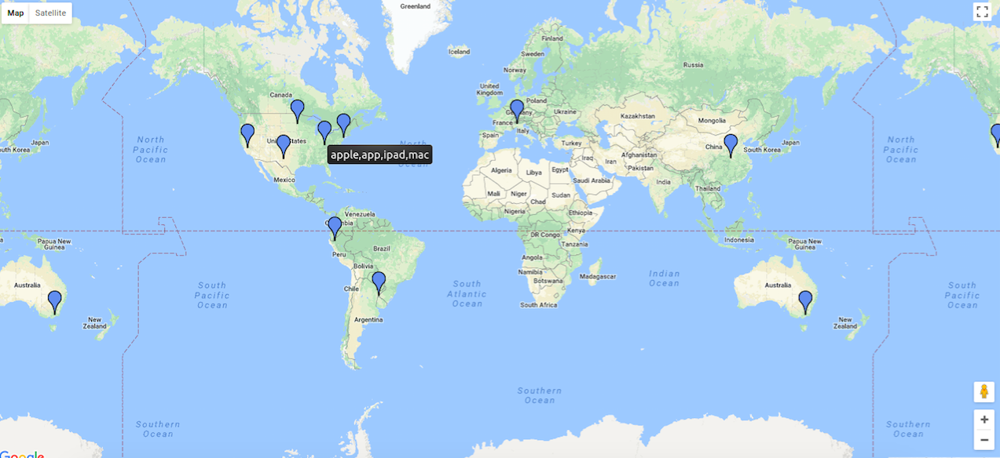 Map Satellite
Greenland
Iceland
Finland
Sweden
Norway
Russia
United
Kingdom
Canada
Poland
Ukraine
Kazakhstan
Mongolia
France
Italy
Spain
Turkey
China
South Korea
Japan
uth Korea
Japan
North
Pacific
Ocean
apple,app,ipad,mac
Mexico
Algeria
Libya
Egypt
Iraq
Iran
Afghanistan
Pakistan
Saudi Arabia
India
Thailand
Mali
Niger
Chad
Sudan
Nigeria
Ethiopia
North
Pacific
Ocean
Venezuela
DR Congo
Kenya
Tanzania
Indonesia
Papua New
Guinea
Papua New
Guinea
Peru
Brazil
Bolivia
Angola
Namibia
Botswana
Madagascar
Chile
South Africa
Argentina
Australia
Australia
South
Pacific
Ocean
South
Atlantic
Ocean
Indian
Ocean
South
Pacific
Ocean
New
Zealand
New
Zealand
Southern
Ocean
Southern
Ocean
Southern
Ocean
Google